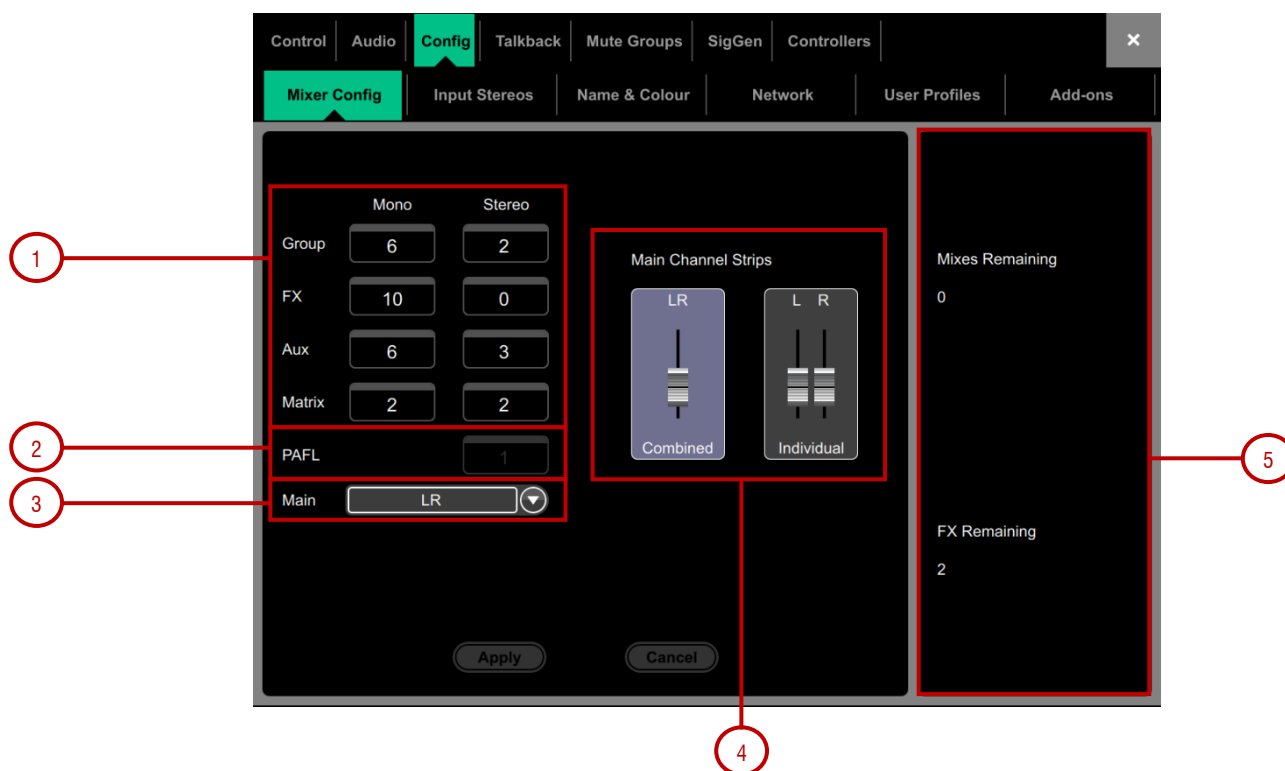 Control Audio Config Talkback Mute Groups SigGen Controllers ×
Mixer Config Input Stereos Name & Colour Network User Profiles Add-ons
Mono Stereo
Group 6 2
FX 10 0
Aux 6 3
Matrix 2 2
PAFL 1
Main LR
Main Channel Strips
LR L R
Combined Individual
Mixes Remaining
0
FX Remaining
2
Apply Cancel
1
2
3
4
5